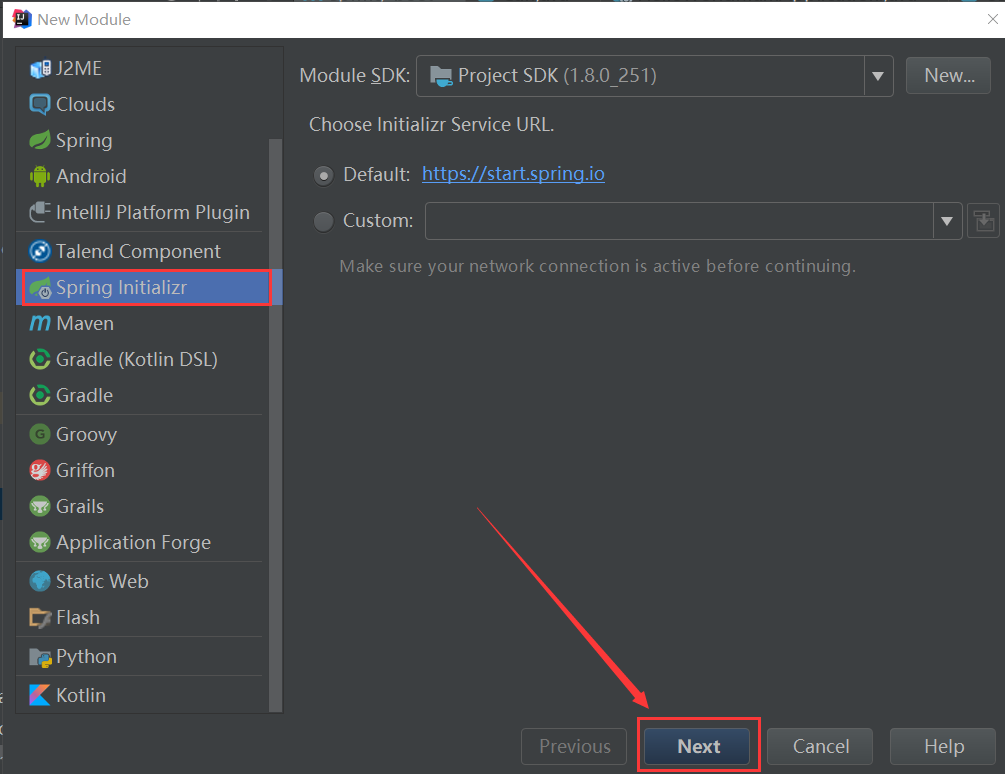 New Module
J2ME
Clouds
Spring
Android
IntelliJ Platform Plugin
Talend Component
Spring Initializr
Maven
Gradle (Kotlin DSL)
Gradle
Groovy
Griffon
Grails
Application Forge
Static Web
Flash
Python
Kotlin
Module SDK: Project SDK (1.8.0_251) New...
Choose Initializr Service URL.
Default: https://start.spring.io
Custom:
Make sure your network connection is active before continuing.
Previous Next Cancel Help